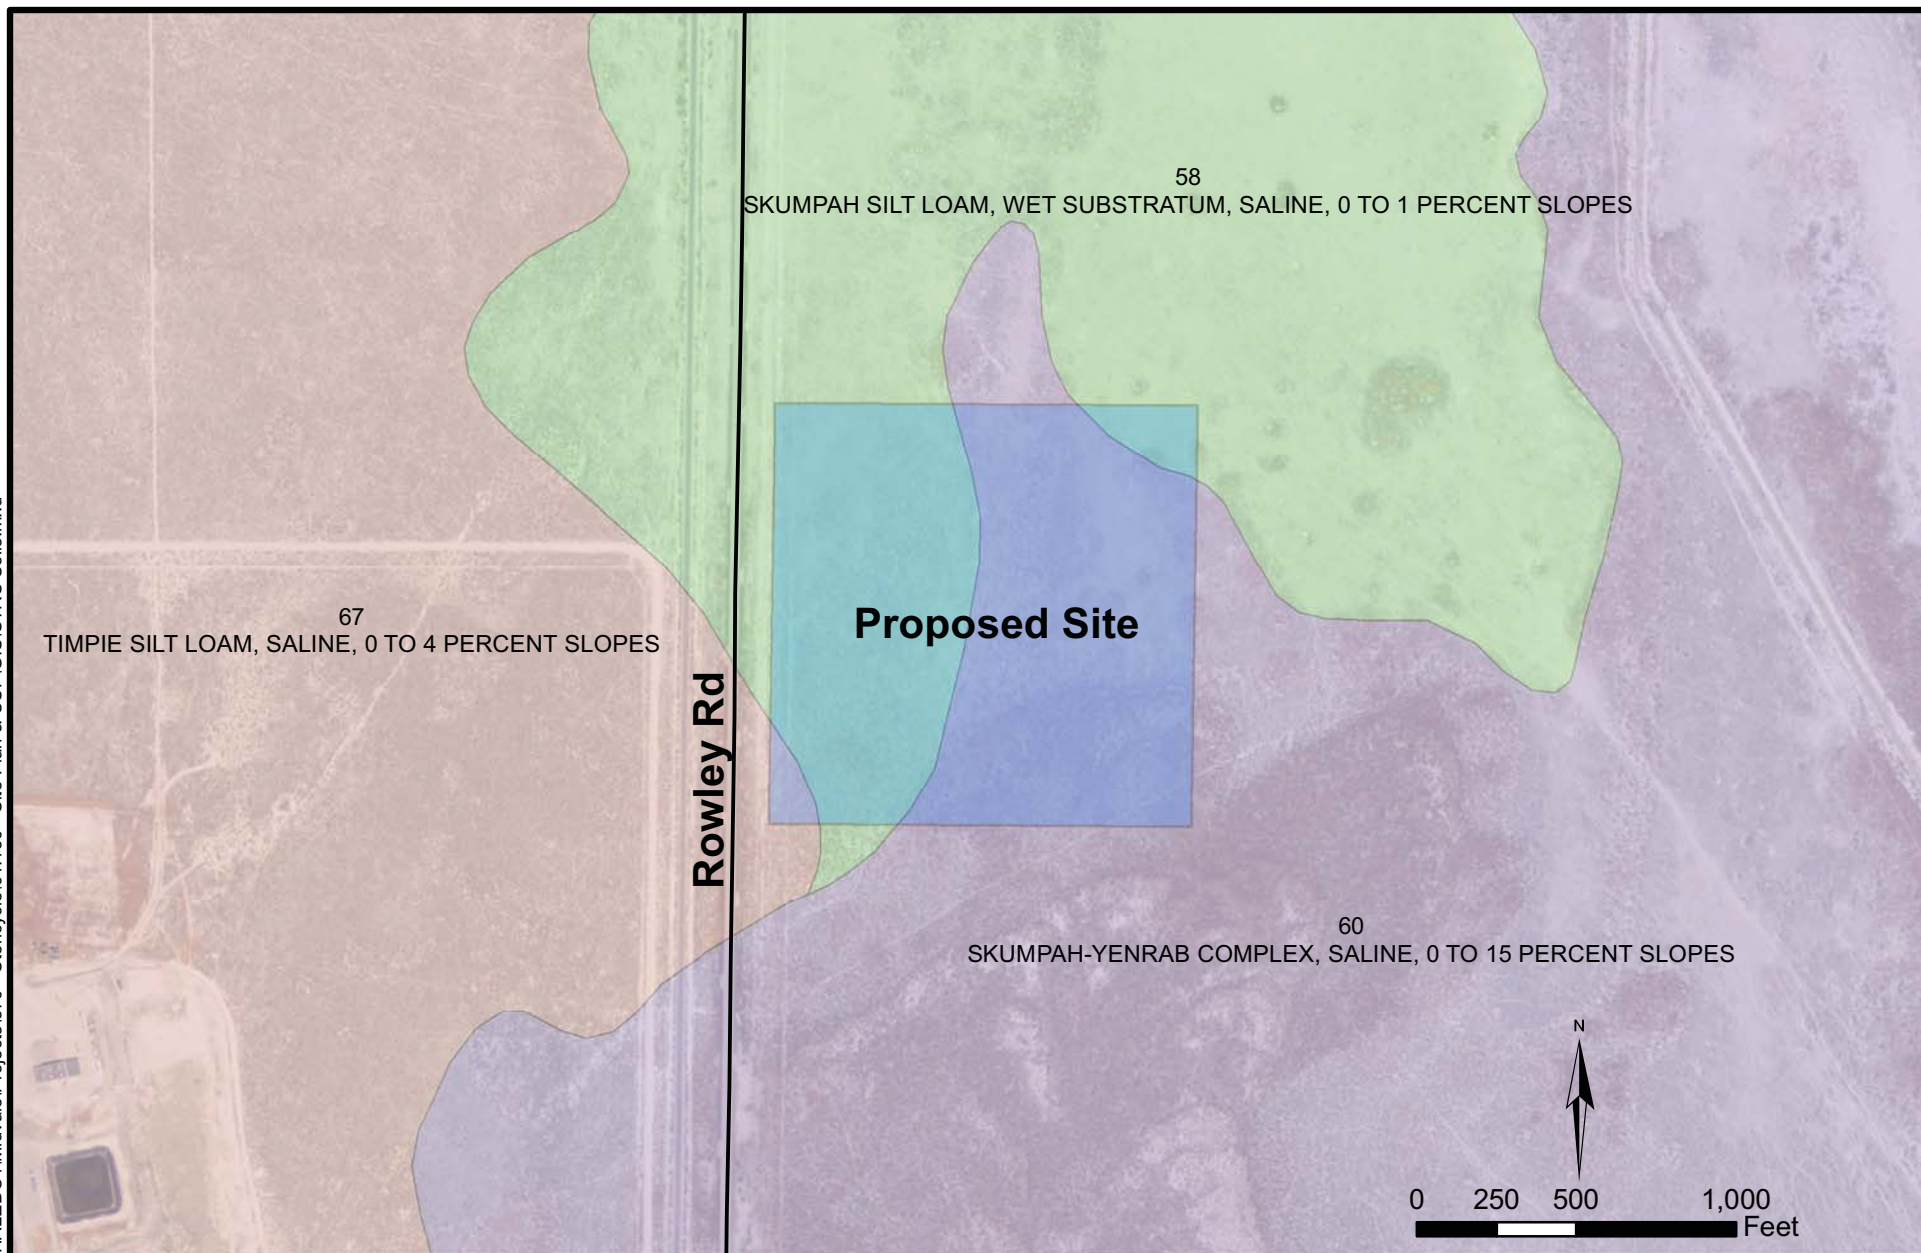 58
SKUMPAH SILT LOAM, WET SUBSTRATUM, SALINE, 0 TO 1 PERCENT SLOPES
67
TIMPIE SILT LOAM, SALINE, 0 TO 4 PERCENT SLOPES
Proposed Site
Rowley Rd
60
SKUMPAH-YENRAB COMPLEX, SALINE, 0 TO 15 PERCENT SLOPES
N
0 250 500 1,000
Feet